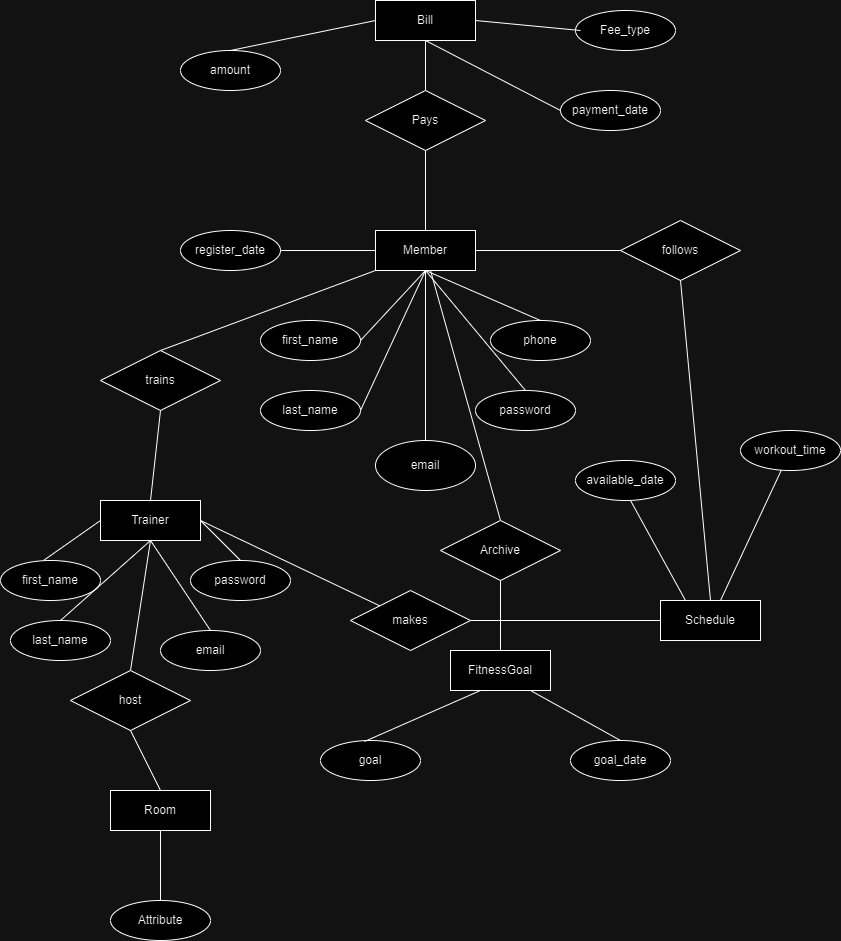 Bill
Fee_type
amount
payment_date
Pays
register_date
Member
follows
first_name
phone
trains
last_name
password
email
workout_time
available_date
Trainer
Archive
first_name
password
makes
Schedule
last_name
email
FitnessGoal
host
goal
goal_date
Room
Attribute